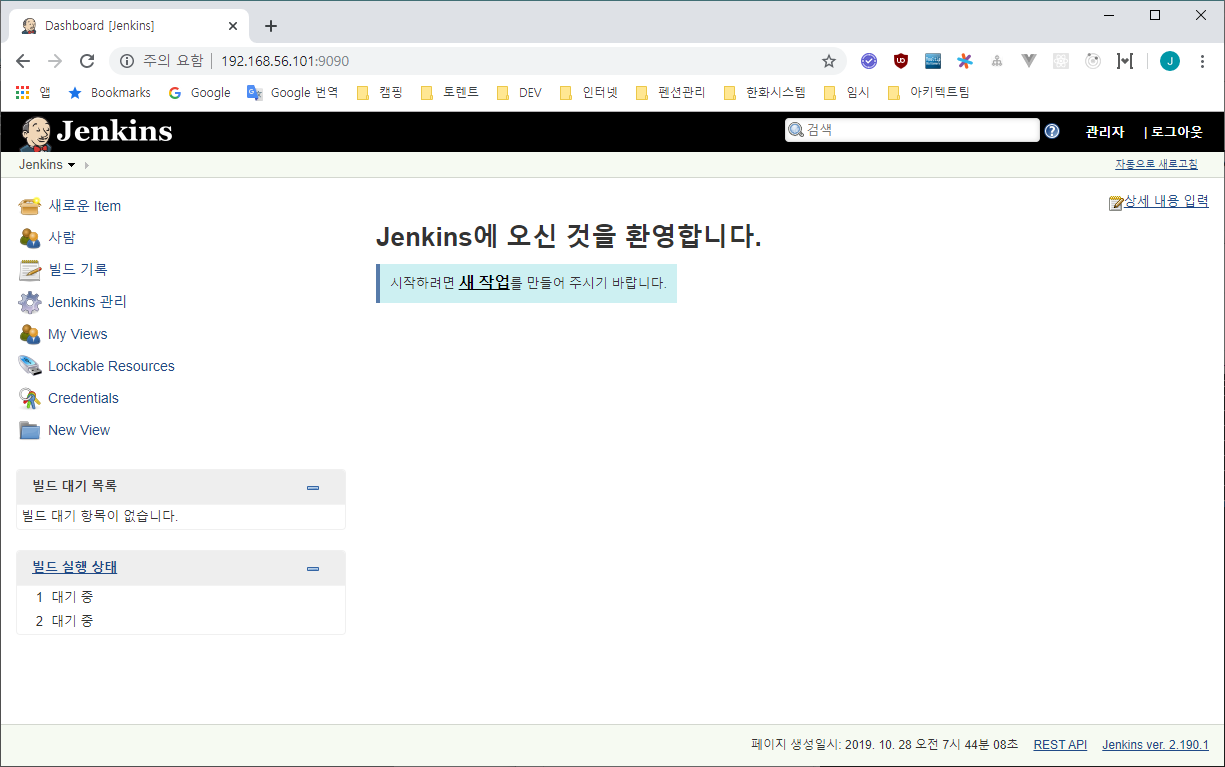 Dashboard [Jenkins]
주의 요함 | 192.168.56.101:9090
앱 Bookmarks Google Google 번역 캠핑 토렌트 DEV 인터넷 펜션관리 한화시스템 임시 아키텍트팀
Jenkins 검색 관리자 | 로그아웃
Jenkins 자동으로 새로고침
상세 내용 입력
새로운 Item
사람
빌드 기록
Jenkins 관리
My Views
Lockable Resources
Credentials
New View
Jenkins에 오신 것을 환영합니다.
시작하려면 새 작업를 만들어 주시기 바랍니다.
빌드 대기 목록
빌드 대기 항목이 없습니다.
빌드 실행 상태
1 대기 중
2 대기 중
페이지 생성일시: 2019. 10. 28 오전 7시 44분 08초 REST API Jenkins ver. 2.190.1